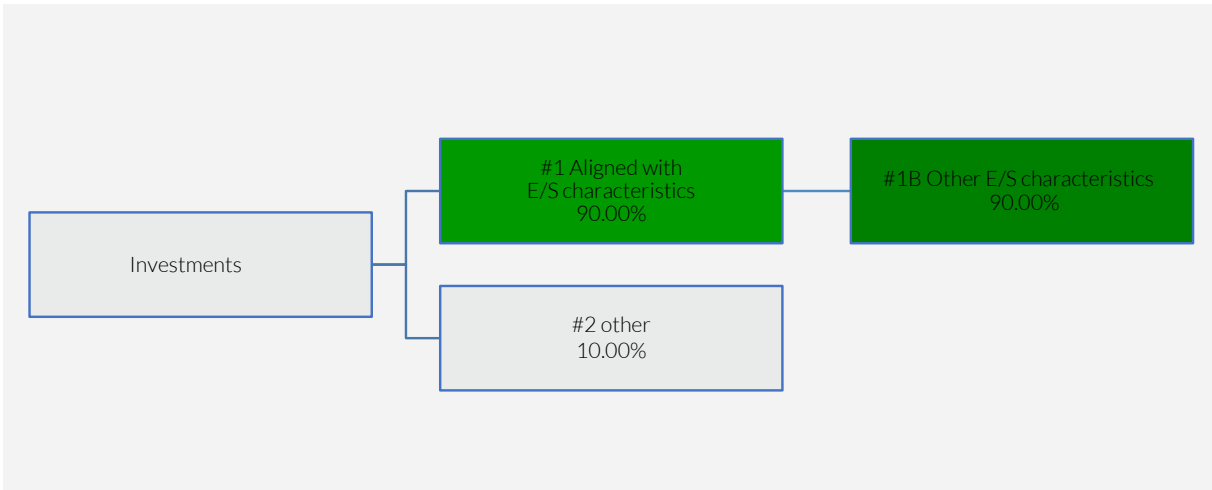 Investments
#1 Aligned with
E/S characteristics
90.00%
#2 other
10.00%
#1B Other E/S characteristics
90.00%